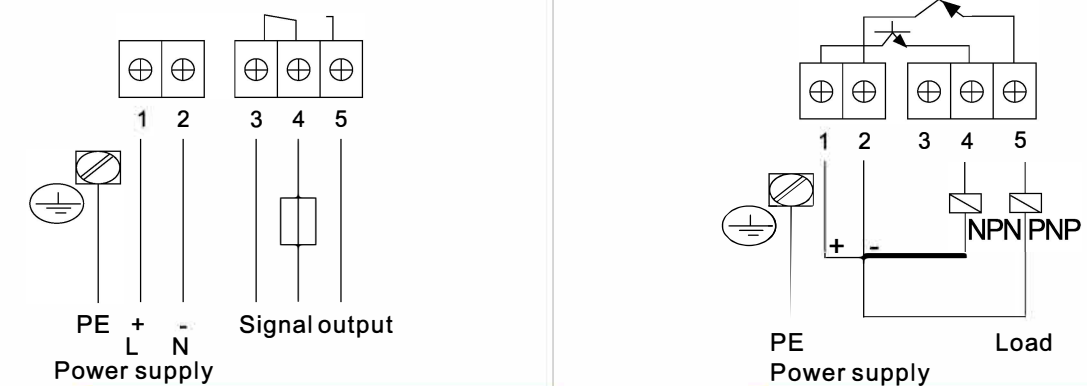 1 2 3 4 5
PE + -
L N
Signal output
Power supply
1 2 3 4 5
NPN PNP
+ -
PE
Load
Power supply